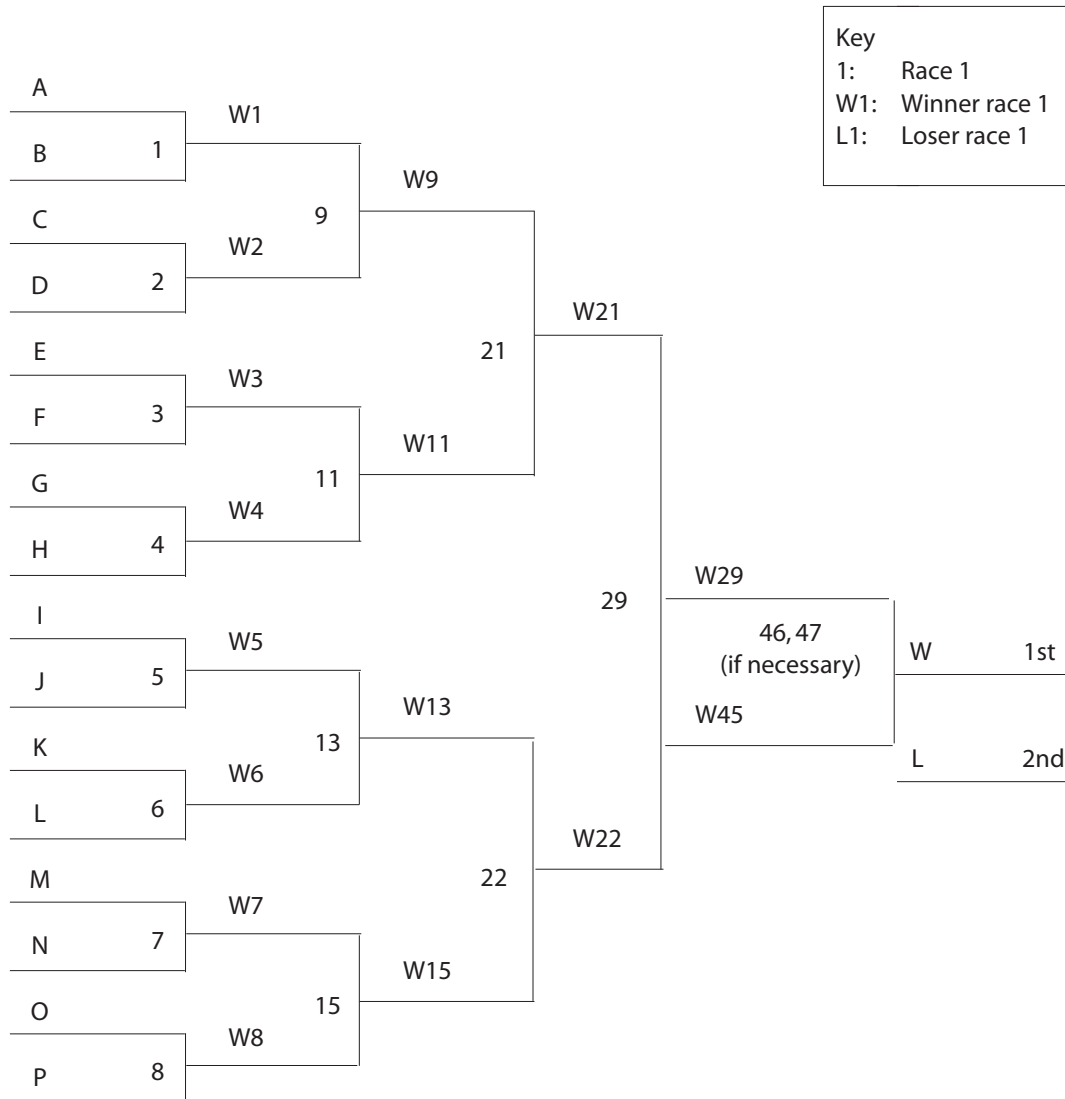 Key
1: Race 1
W1: Winner race 1
L1: Loser race 1
A
W1
B 1
W9
C
9
W2
D 2
W21
E
21
W3
F 3
W11
G
11
W4
H 4
W29
29
I
46, 47
(if necessary)
W 1st
W5
J 5
W13
W45
K
13
L 2nd
W6
L 6
W22
M
22
W7
N 7
W15
O
15
W8
P 8